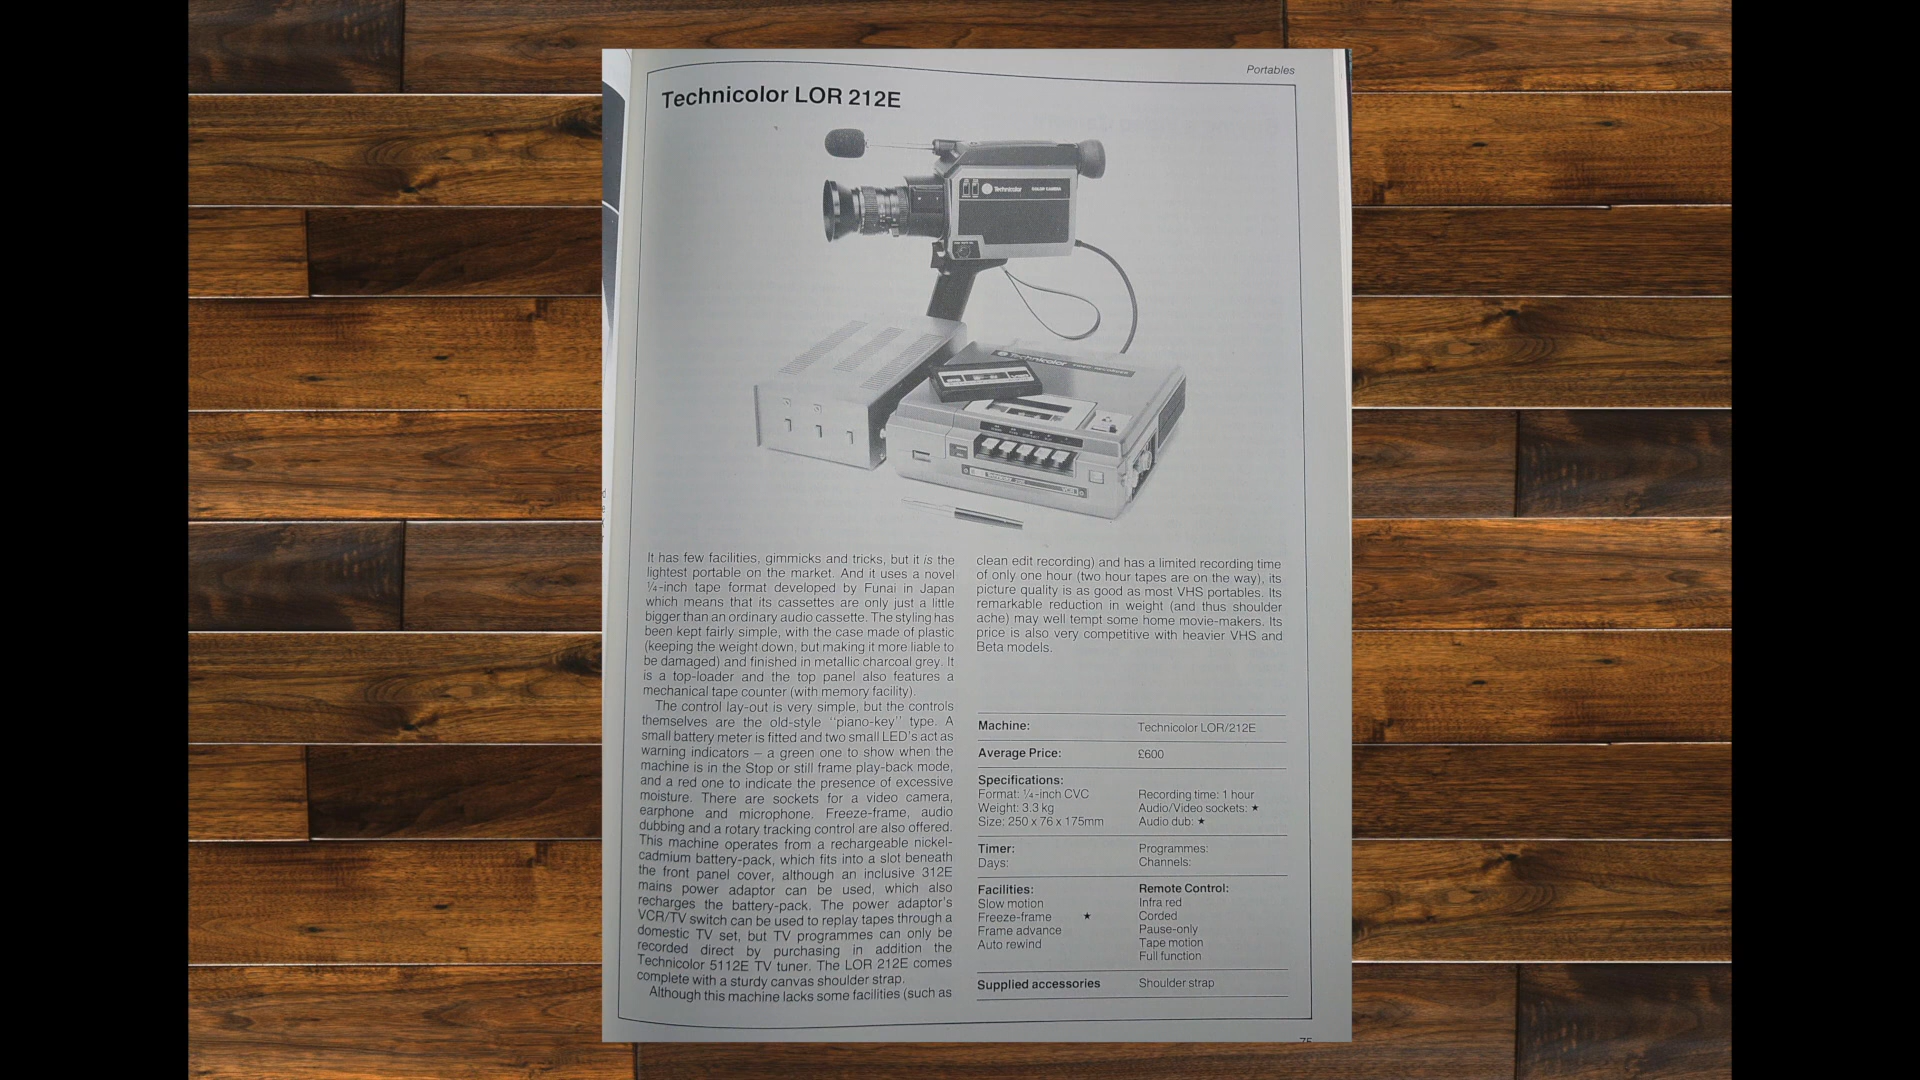 Portables
Technicolor LOR 212E
Technicolor
COLOR CAMERA
Technicolor
VCR
It has few facilities, gimmicks and tricks, but it is the
lightest portable on the market. And it uses a novel
¼-inch tape format developed by Funai in Japan
which means that its cassettes are only just a little
bigger than an ordinary audio cassette. The styling has
been kept fairly simple, with the case made of plastic
(keeping the weight down, but making it more liable to
be damaged) and finished in metallic charcoal grey. It
is a top-loader and the top panel also features a
mechanical tape counter (with memory facility).
The control lay-out is very simple, but the controls
themselves are the old-style "piano-key" type. A
small battery meter is fitted and two small LED's act as
warning indicators – a green one to show when the
machine is in the Stop or still frame play-back mode,
and a red one to indicate the presence of excessive
moisture. There are sockets for a video camera,
earphone and microphone. Freeze-frame, audio
dubbing and a rotary tracking control are also offered.
This machine operates from a rechargeable nickel-
cadmium battery-pack, which fits into a slot beneath
the front panel cover, although an inclusive 312E
mains power adaptor can be used, which also
recharges the battery-pack. The power adaptor's
VCR/TV switch can be used to replay tapes through a
domestic TV set, but TV programmes can only be
recorded direct by purchasing in addition the
Technicolor 5112E TV tuner. The LOR 212E comes
complete with a sturdy canvas shoulder strap.
Although this machine lacks some facilities (such as
clean edit recording) and has a limited recording time
of only one hour (two hour tapes are on the way), its
picture quality is as good as most VHS portables. Its
remarkable reduction in weight (and thus shoulder
ache) may well tempt some home movie-makers. Its
price is also very competitive with heavier VHS and
Beta models.
Machine: Technicolor LOR/212E
Average Price: £600
Specifications:
Format: ¼-inch CVC Recording time: 1 hour
Weight: 3.3 kg Audio/Video sockets: ★
Size: 250 x 76 x 175mm Audio dub: ★
Timer: Programmes:
Days: Channels:
Facilities: Remote Control:
Slow motion Infra red
Freeze-frame ★ Corded
Frame advance Pause-only
Auto rewind Tape motion
Full function
Supplied accessories Shoulder strap
75